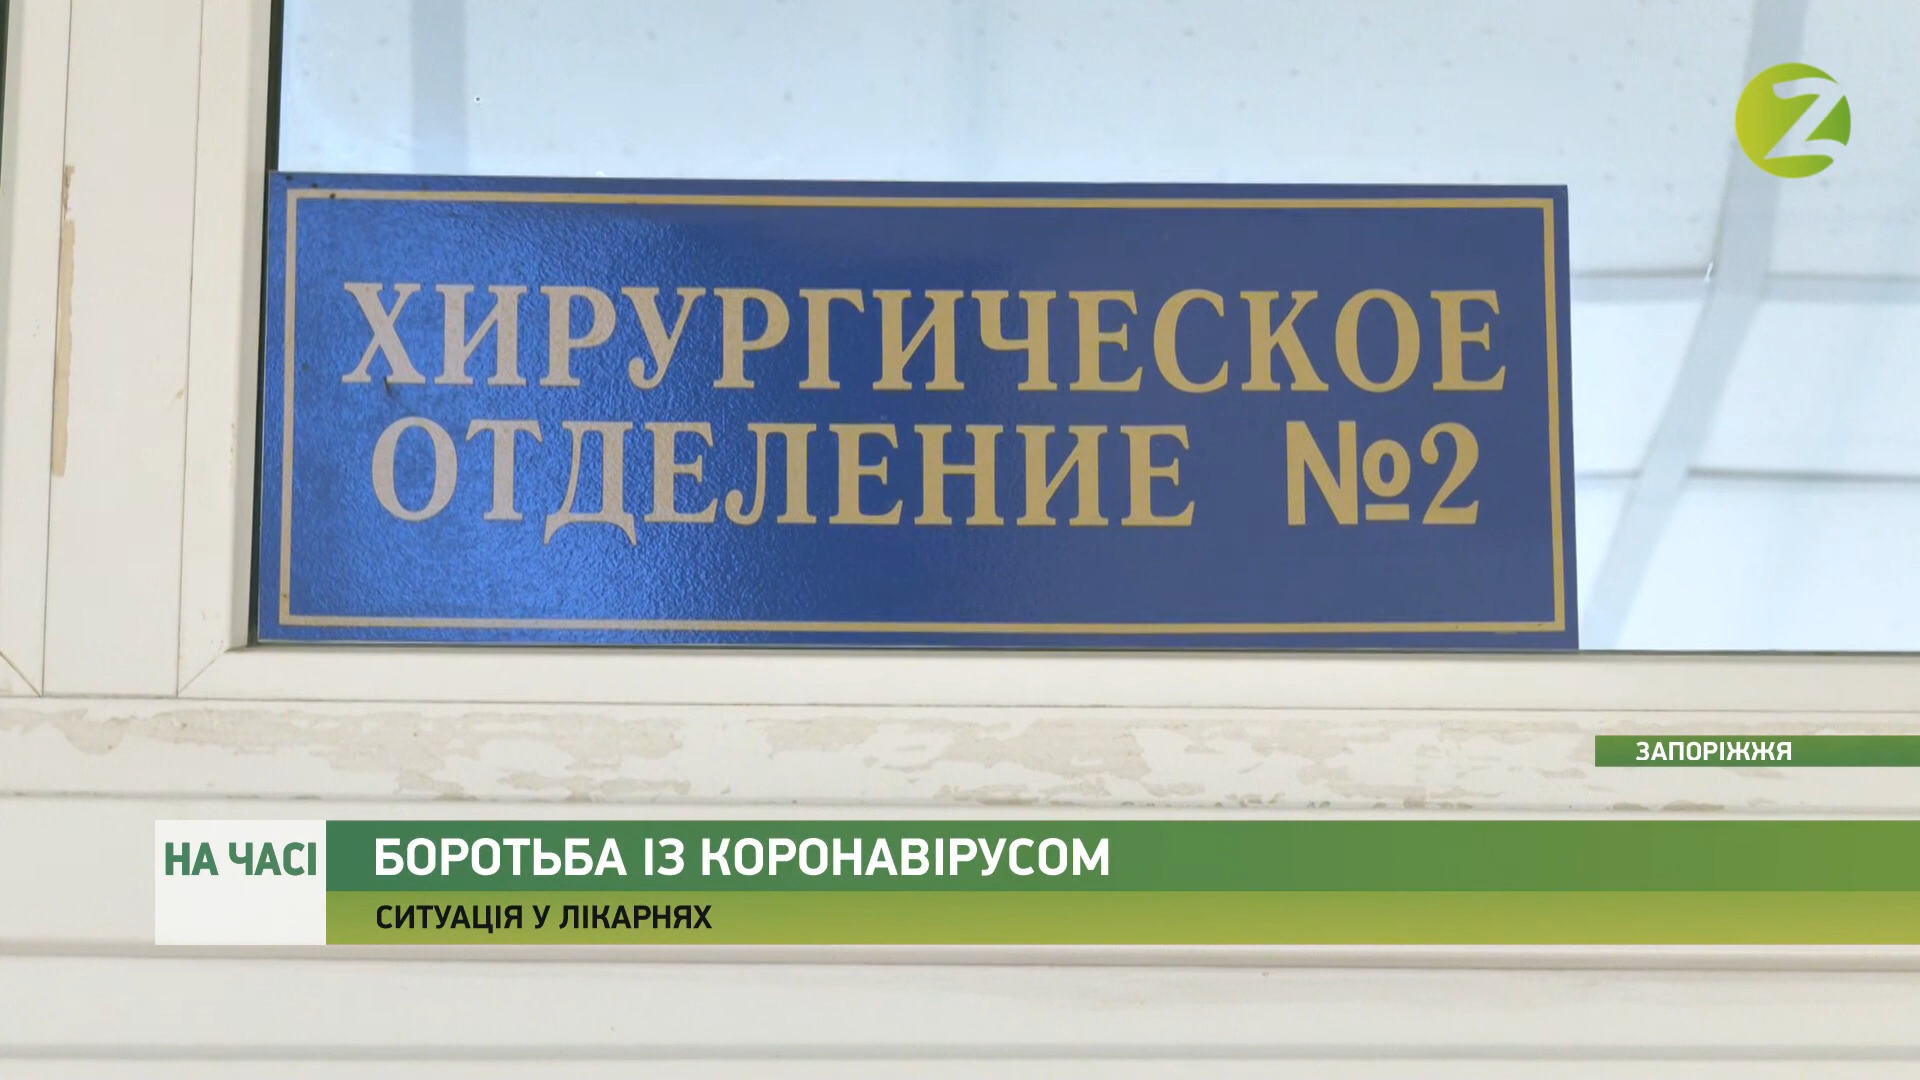 Z
ХИРУРГИЧЕСКОЕ
ОТДЕЛЕНИЕ №2
ЗАПОРІЖЖЯ
НА ЧАСІ
БОРОТЬБА ІЗ КОРОНАВІРУСОМ
СИТУАЦІЯ У ЛІКАРНЯХ